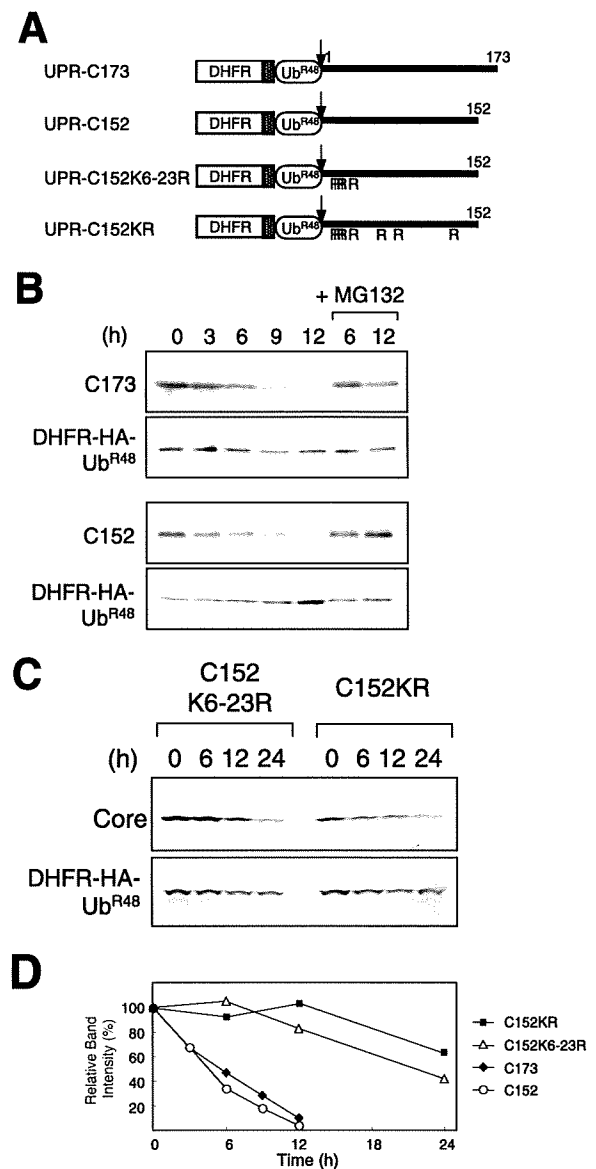 A
UPR-C173 DHFR Ub^R48 1 173
UPR-C152 DHFR Ub^R48 152
UPR-C152K6-23R DHFR Ub^R48 152
R R
UPR-C152KR DHFR Ub^R48 152
R R R R
B
+ MG132
(h) 0 3 6 9 12 6 12
C173
DHFR-HA-
Ub^R48
C152
DHFR-HA-
Ub^R48
C
C152
K6-23R
C152KR
(h) 0 6 12 24 0 6 12 24
Core
DHFR-HA-
Ub^R48
D
Relative Band
Intensity (%)
100
80
60
40
20
0 6 12 18 24
Time (h)
C152KR
C152K6-23R
C173
C152